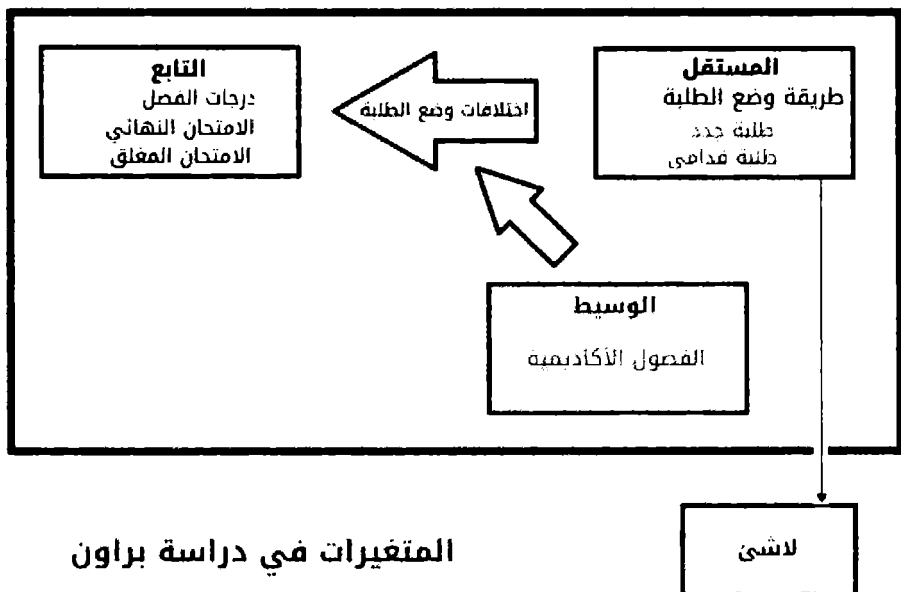 المستقل
طريقة وضع الطلبة
طلبة جدد
طلبة قدامى
اختلافات وضع الطلبة
التابع
درجات الفصل
الامتحان النهائي
الامتحان المغلق
الوسيط
الفصول الأكاديمية
لاشئ
المتغيرات في دراسة براون